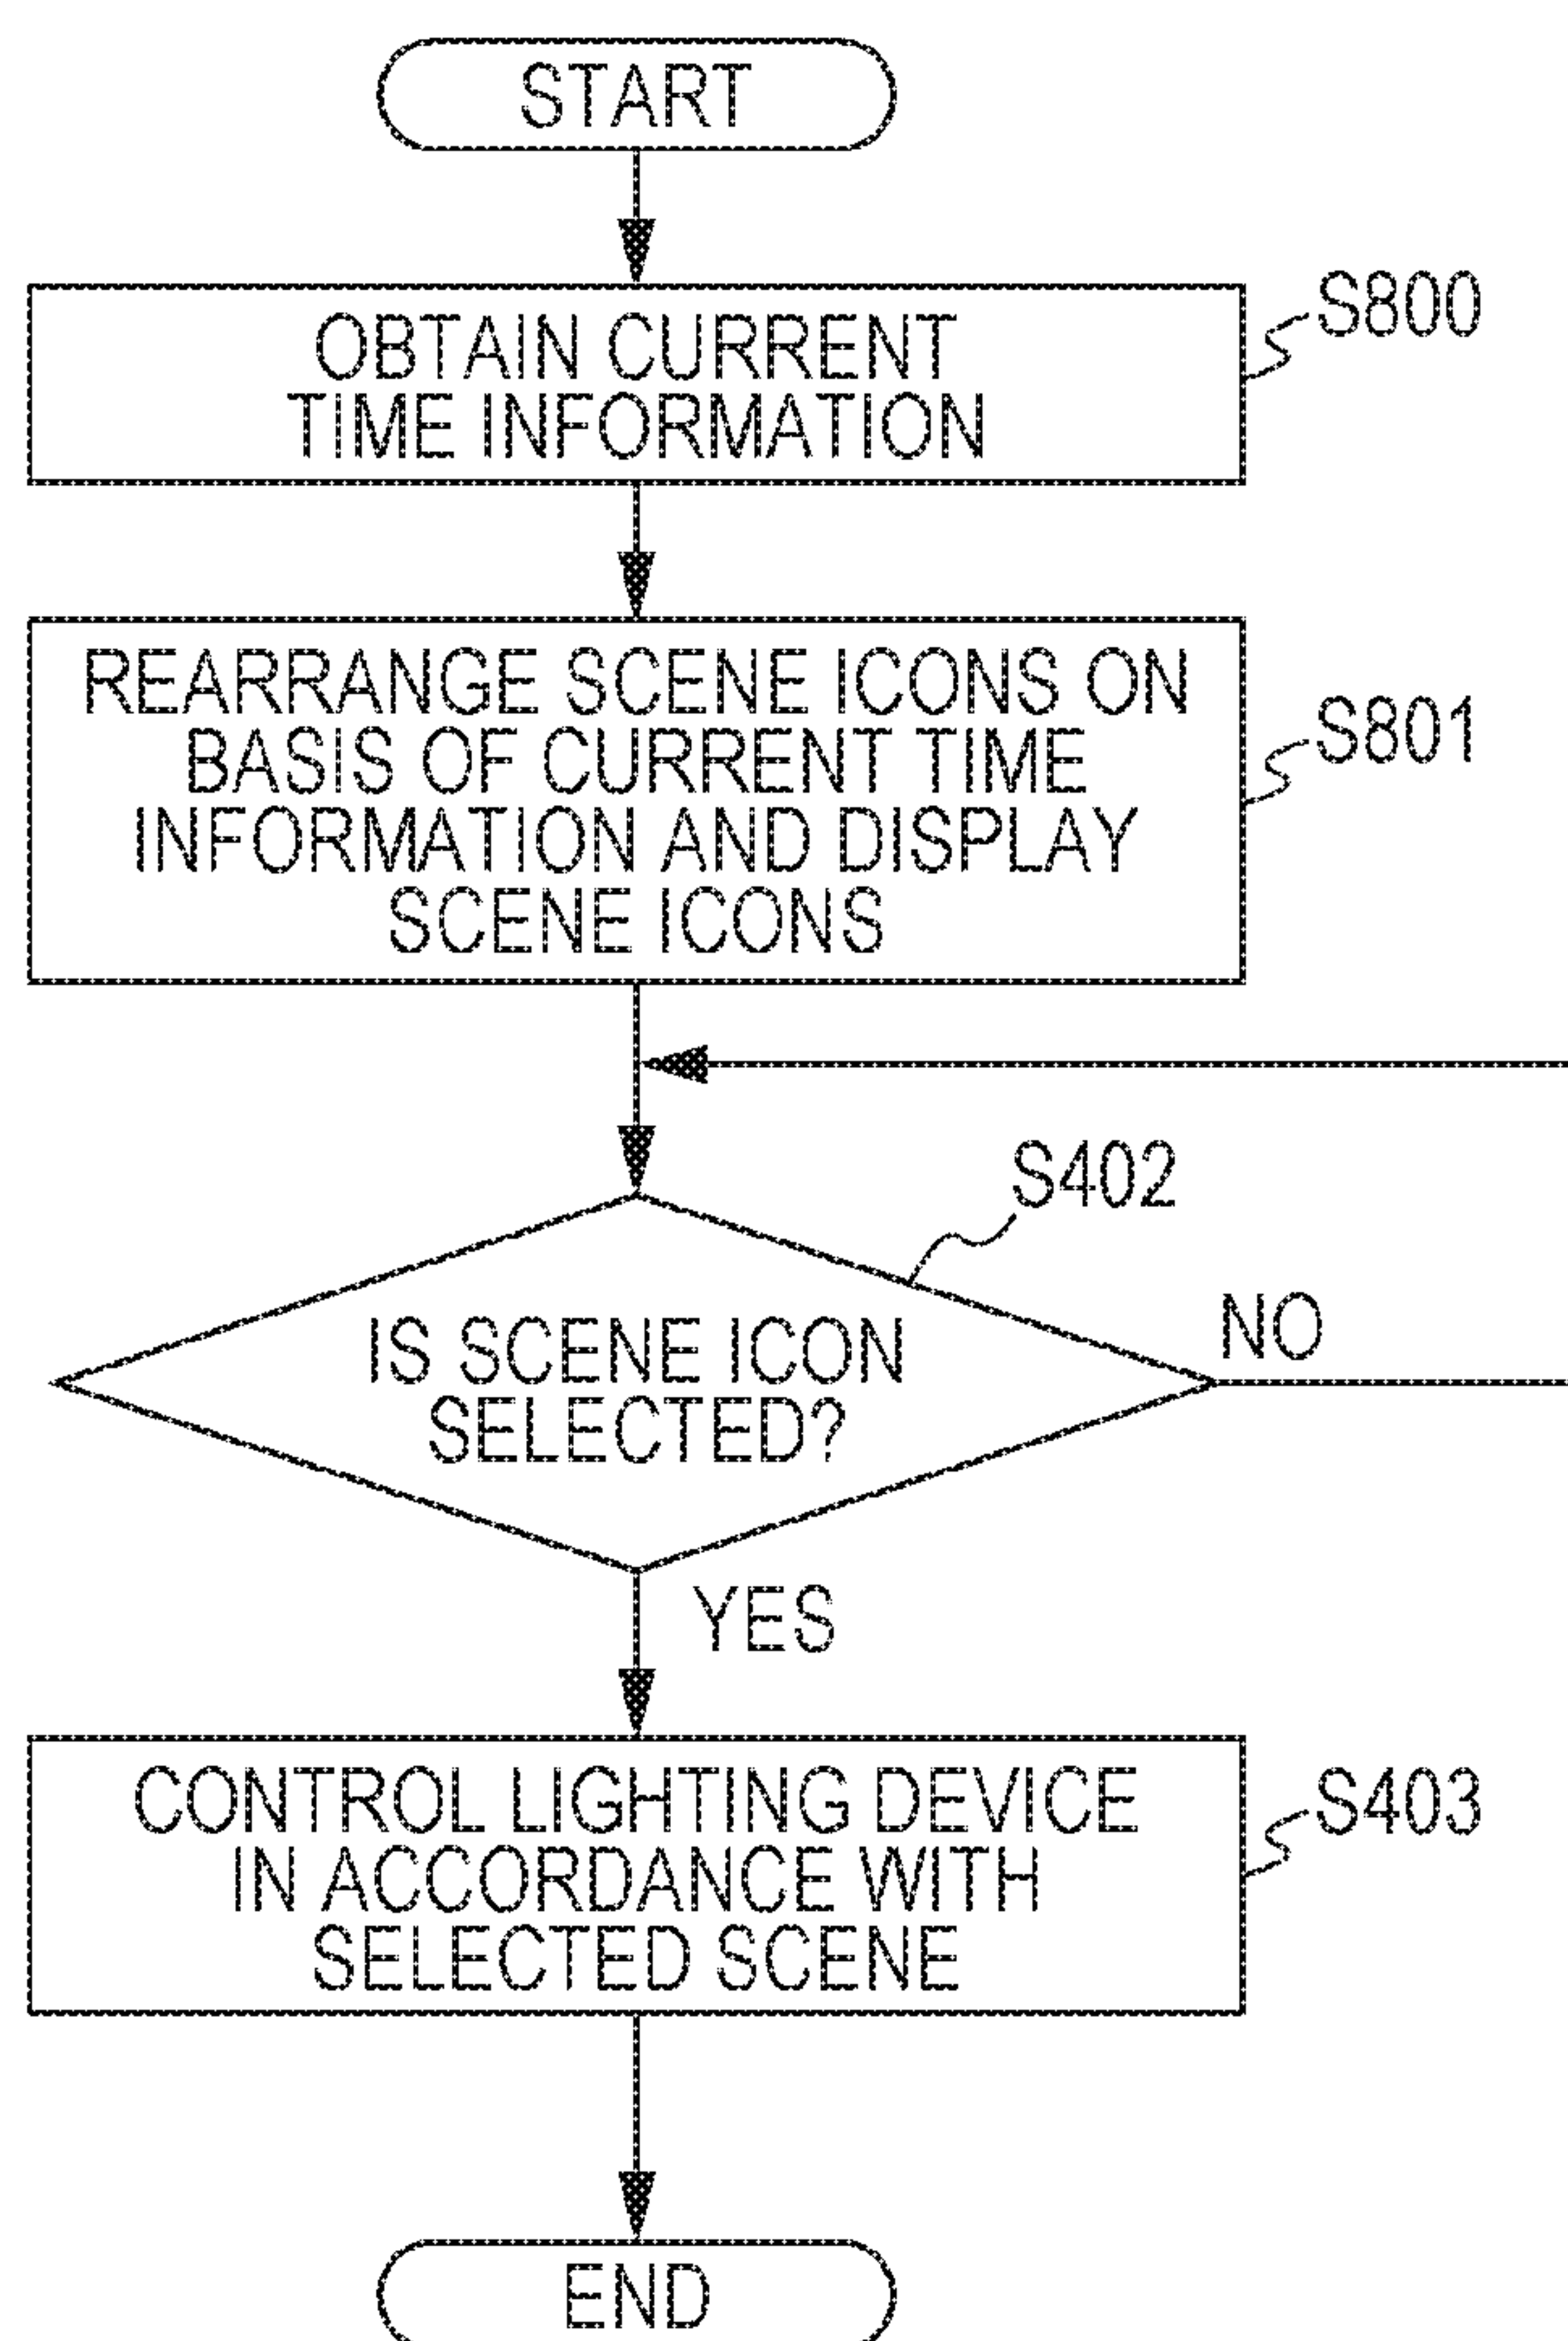 START
OBTAIN CURRENT
TIME INFORMATION
S800
REARRANGE SCENE ICONS ON
BASIS OF CURRENT TIME
INFORMATION AND DISPLAY
SCENE ICONS
S801
S402
IS SCENE ICON
SELECTED?
NO
YES
CONTROL LIGHTING DEVICE
IN ACCORDANCE WITH
SELECTED SCENE
S403
END